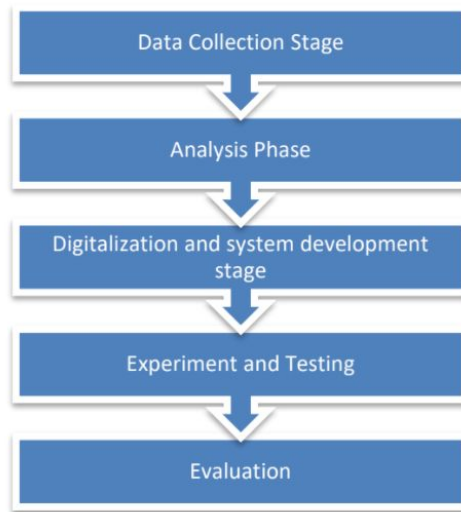 Data Collection Stage
Analysis Phase
Digitalization and system development
stage
Experiment and Testing
Evaluation